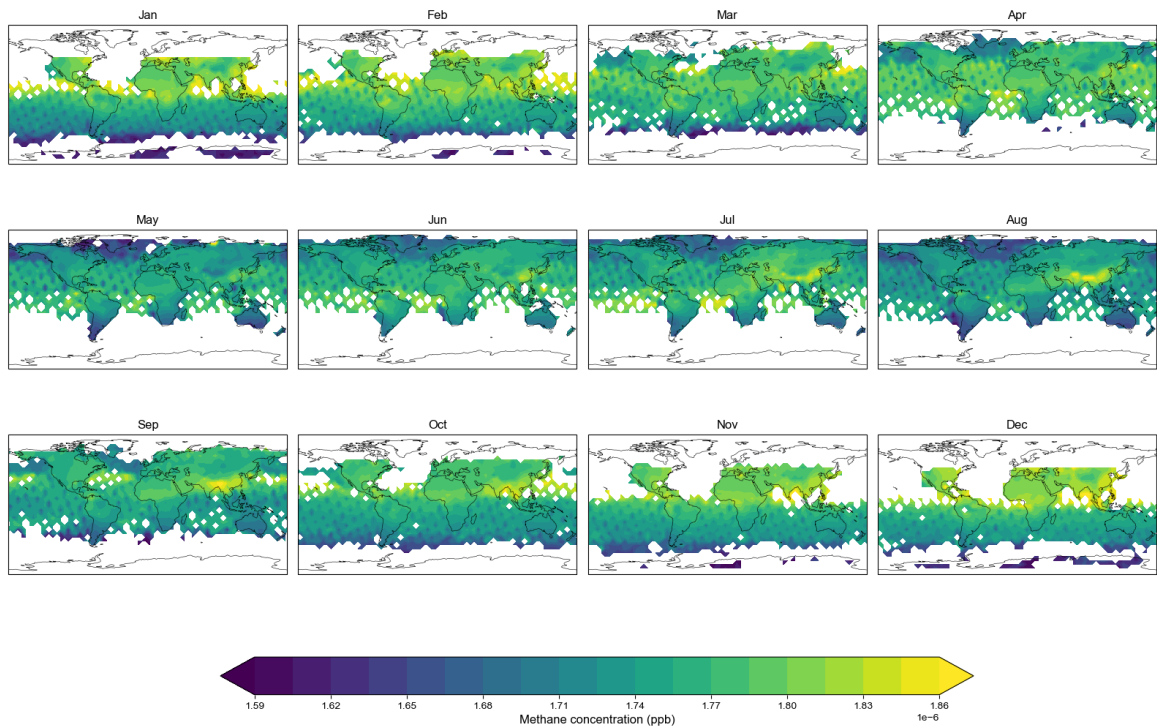 Jan Feb Mar Apr
May Jun Jul Aug
Sep Oct Nov Dec
1.59 1.62 1.65 1.68 1.71 1.74 1.77 1.80 1.83 1.86
1e−6
Methane concentration (ppb)